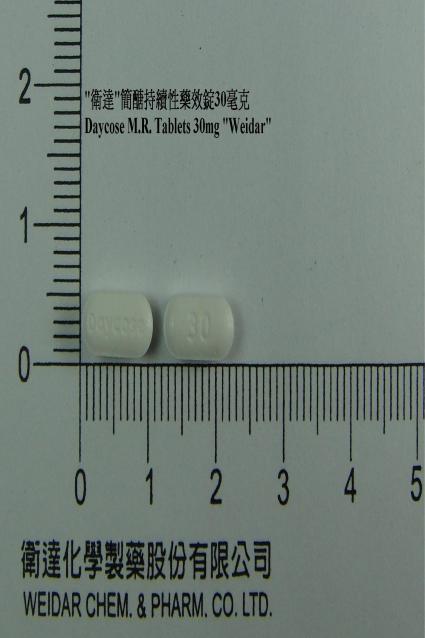 2
"衛達"簡醣持續性藥效錠30毫克
Daycose M.R. Tablets 30mg "Weidar"
1
Daycose 30
0
0 1 2 3 4 5
衛達化學製藥股份有限公司
WEIDAR CHEM. & PHARM. CO. LTD.